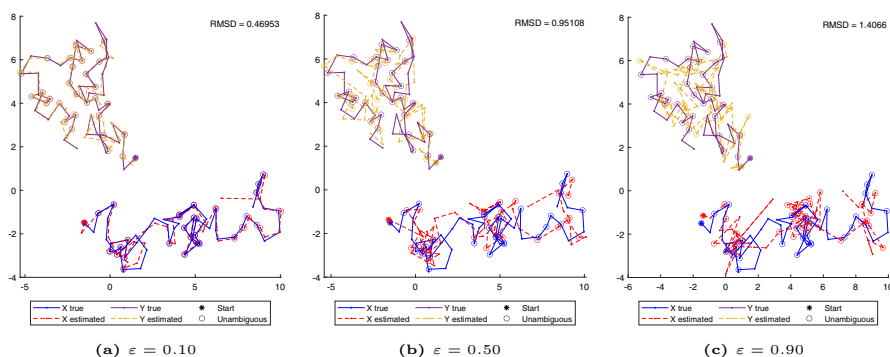 RMSD = 0.46953
8
6
4
2
0
-2
-4
-5
0
5
10
X true
Y true
Start
X estimated
Y estimated
Unambiguous
(a) ε = 0.10
RMSD = 0.95108
8
6
4
2
0
-2
-4
-5
0
5
10
X true
Y true
Start
X estimated
Y estimated
Unambiguous
(b) ε = 0.50
RMSD = 1.4066
8
6
4
2
0
-2
-4
-6
-4
-2
0
2
4
6
8
10
X true
Y true
Start
X estimated
Y estimated
Unambiguous
(c) ε = 0.90